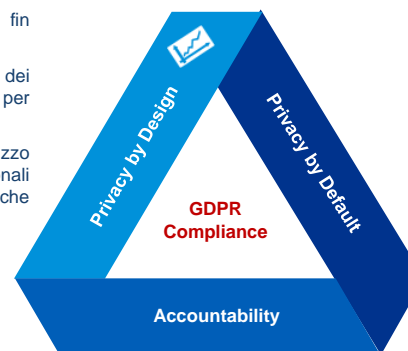 fin
dei
per
zzo
nali
che
Privacy by Design
Privacy by Default
GDPR
Compliance
Accountability